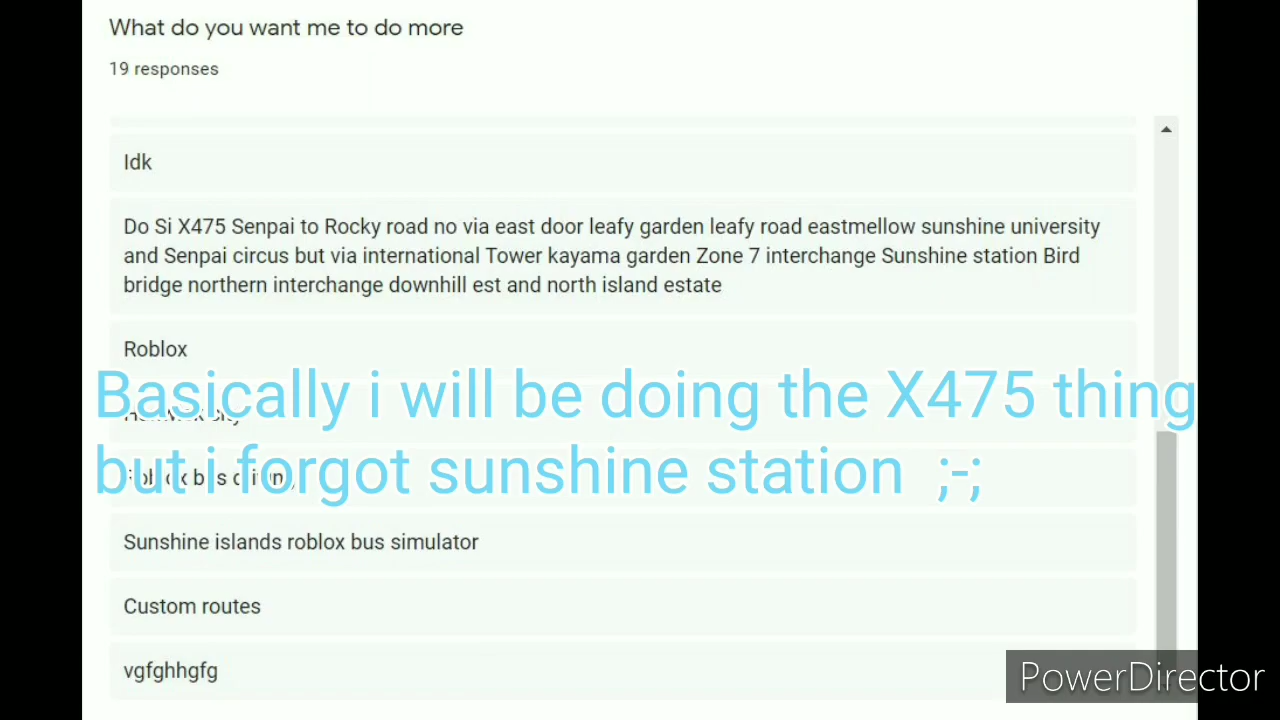 What do you want me to do more
19 responses
Idk
Do Si X475 Senpai to Rocky road no via east door leafy garden leafy road eastmellow sunshine university
and Senpai circus but via international Tower kayama garden Zone 7 interchange Sunshine station Bird
bridge northern interchange downhill est and north island estate
Roblox
Basically i will be doing the X475 thing
but i forgot sunshine station ;-;
Sunshine islands roblox bus simulator
Custom routes
vgfghhgfg
PowerDirector